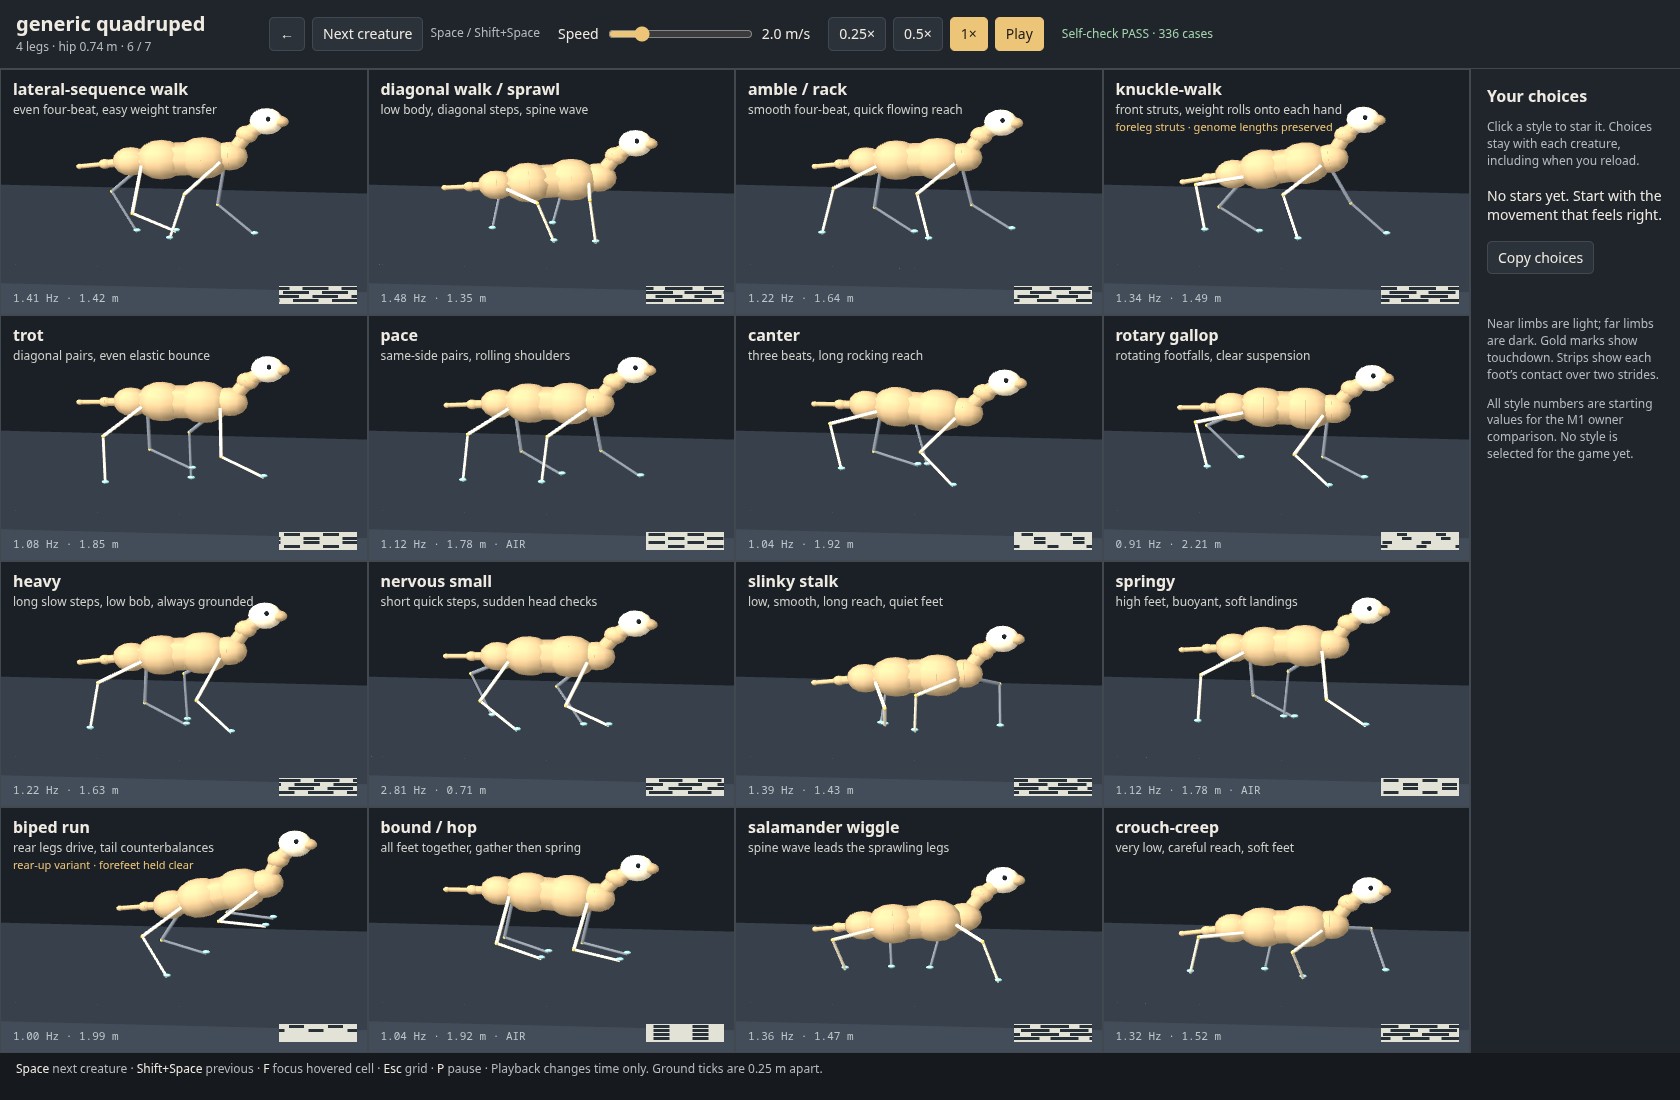 generic quadruped
4 legs · hip 0.74 m · 6 / 7
← Next creature Space / Shift+Space Speed 2.0 m/s 0.25× 0.5× 1× Play Self-check PASS · 336 cases
lateral-sequence walk
even four-beat, easy weight transfer
1.41 Hz · 1.42 m
diagonal walk / sprawl
low body, diagonal steps, spine wave
1.48 Hz · 1.35 m
amble / rack
smooth four-beat, quick flowing reach
1.22 Hz · 1.64 m
knuckle-walk
front struts, weight rolls onto each hand
foreleg struts · genome lengths preserved
1.34 Hz · 1.49 m
trot
diagonal pairs, even elastic bounce
1.08 Hz · 1.85 m
pace
same-side pairs, rolling shoulders
1.12 Hz · 1.78 m · AIR
canter
three beats, long rocking reach
1.04 Hz · 1.92 m
rotary gallop
rotating footfalls, clear suspension
0.91 Hz · 2.21 m
heavy
long slow steps, low bob, always grounded
1.22 Hz · 1.63 m
nervous small
short quick steps, sudden head checks
2.81 Hz · 0.71 m
slinky stalk
low, smooth, long reach, quiet feet
1.39 Hz · 1.43 m
springy
high feet, buoyant, soft landings
1.12 Hz · 1.78 m · AIR
biped run
rear legs drive, tail counterbalances
rear-up variant · forefeet held clear
1.00 Hz · 1.99 m
bound / hop
all feet together, gather then spring
1.04 Hz · 1.92 m · AIR
salamander wiggle
spine wave leads the sprawling legs
1.36 Hz · 1.47 m
crouch-creep
very low, careful reach, soft feet
1.32 Hz · 1.52 m
Your choices
Click a style to star it. Choices
stay with each creature,
including when you reload.
No stars yet. Start with the
movement that feels right.
Copy choices
Near limbs are light; far limbs
are dark. Gold marks show
touchdown. Strips show each
foot’s contact over two strides.
All style numbers are starting
values for the M1 owner
comparison. No style is
selected for the game yet.
Space next creature · Shift+Space previous · F focus hovered cell · Esc grid · P pause · Playback changes time only. Ground ticks are 0.25 m apart.